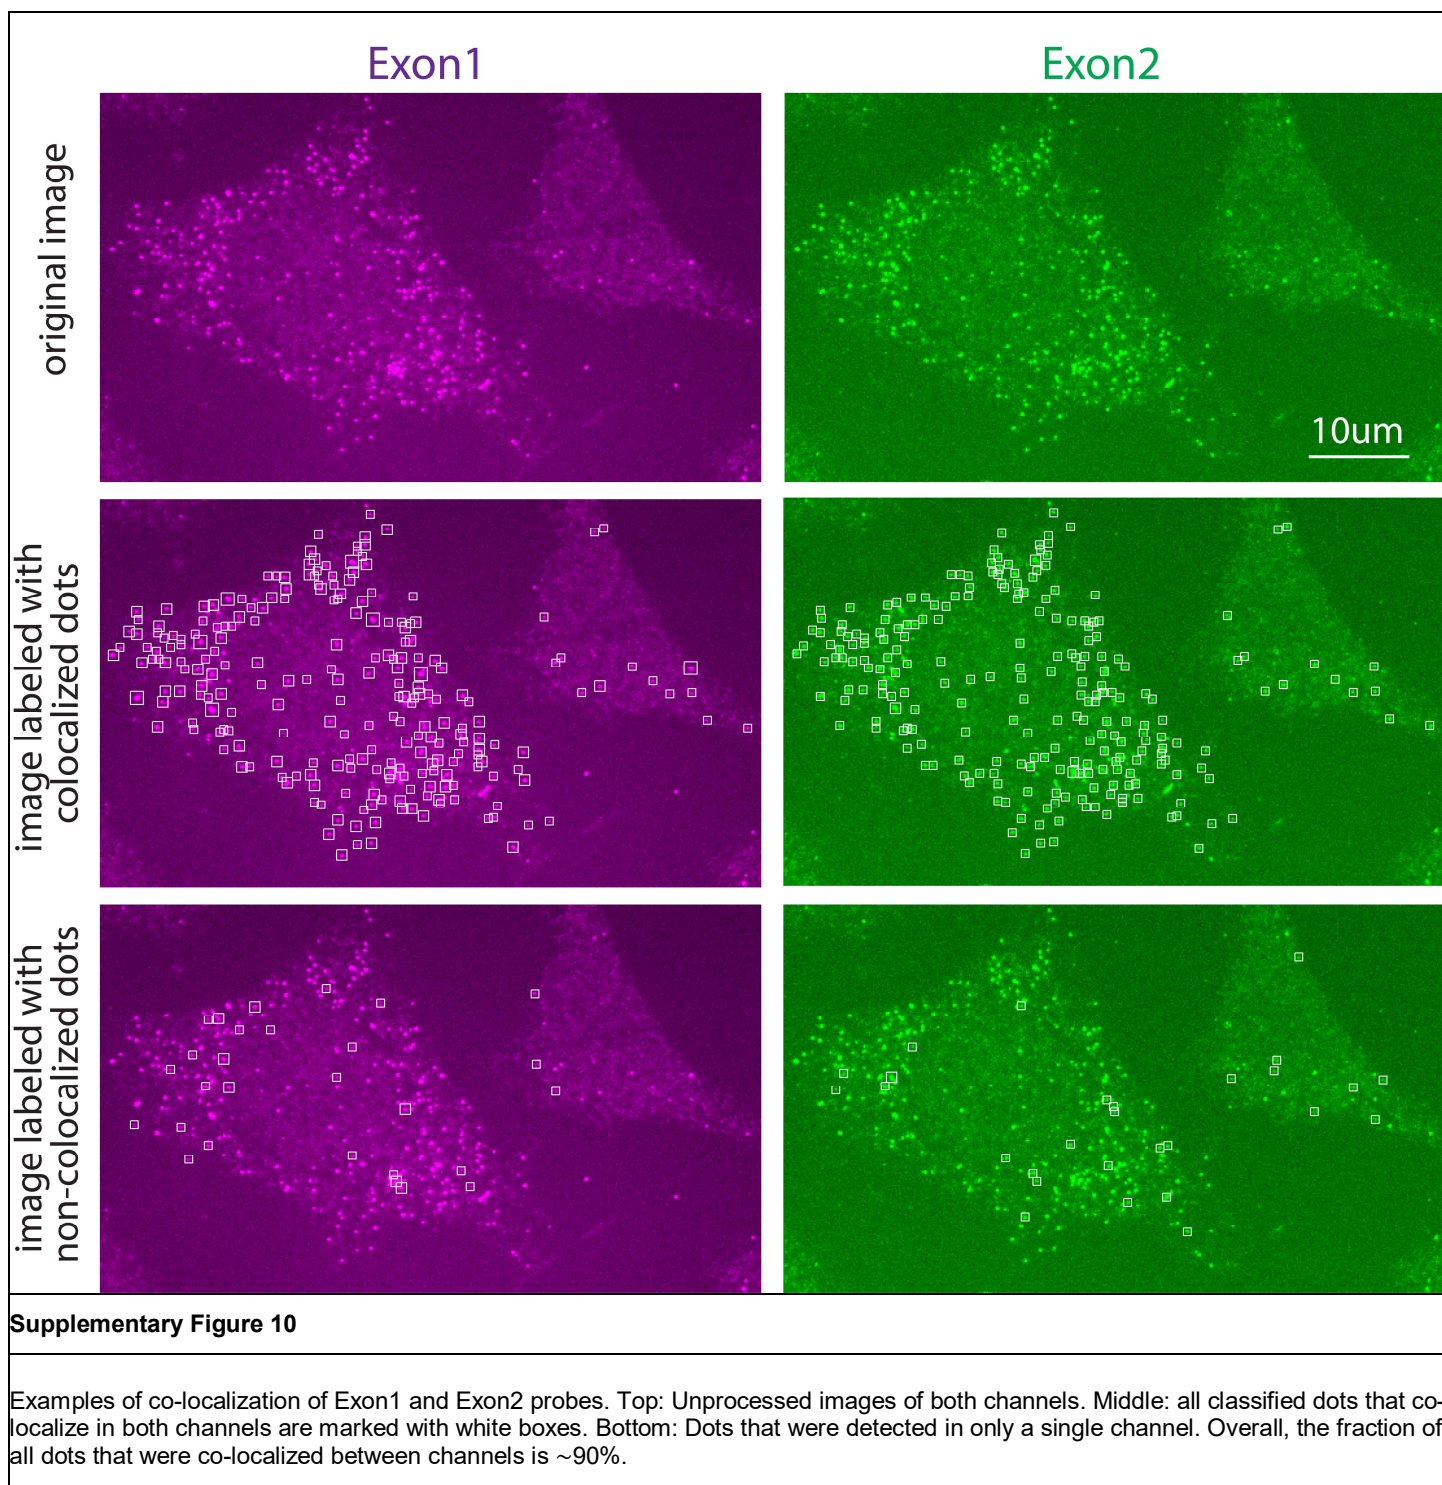 Exon1
Exon2
original image
10um
image labeled with
colocalized dots
image labeled with
non-colocalized dots
Supplementary Figure 10
Examples of co-localization of Exon1 and Exon2 probes. Top: Unprocessed images of both channels. Middle: all classified dots that co-
localize in both channels are marked with white boxes. Bottom: Dots that were detected in only a single channel. Overall, the fraction of
all dots that were co-localized between channels is ~90%.